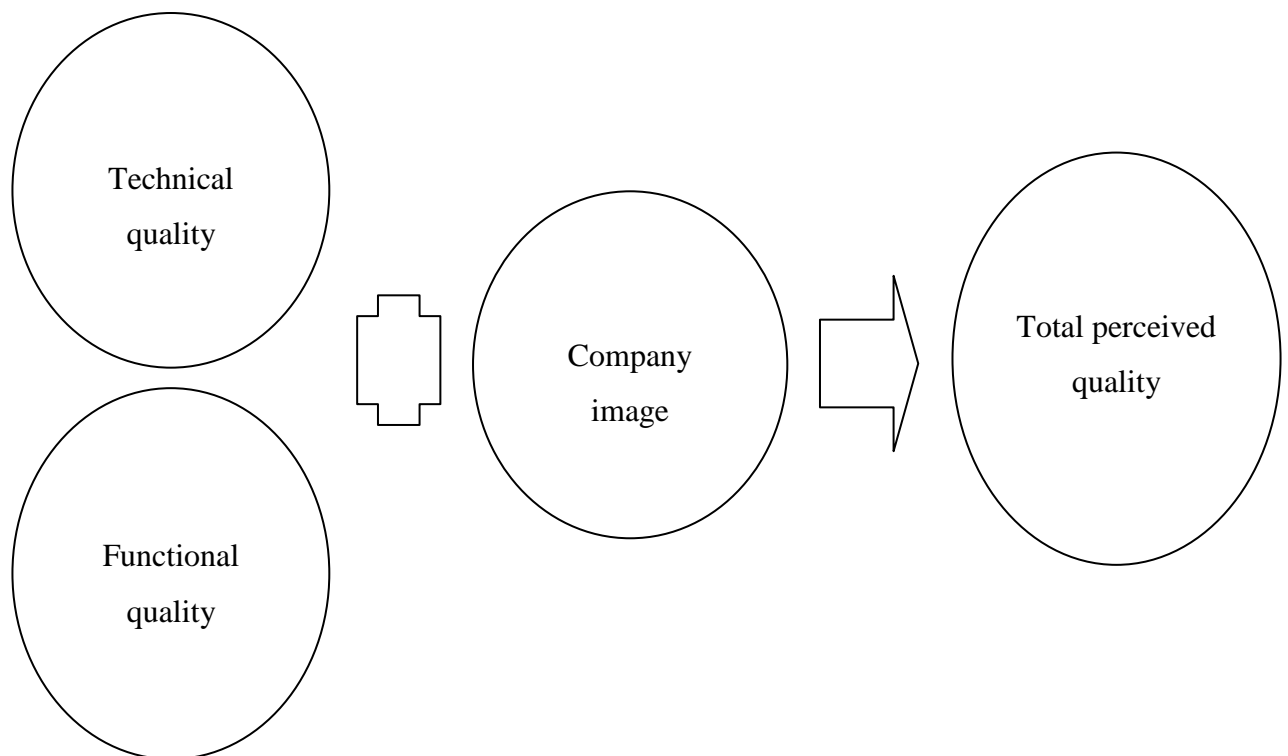 Technical
quality
Functional
quality
Company
image
Total perceived
quality